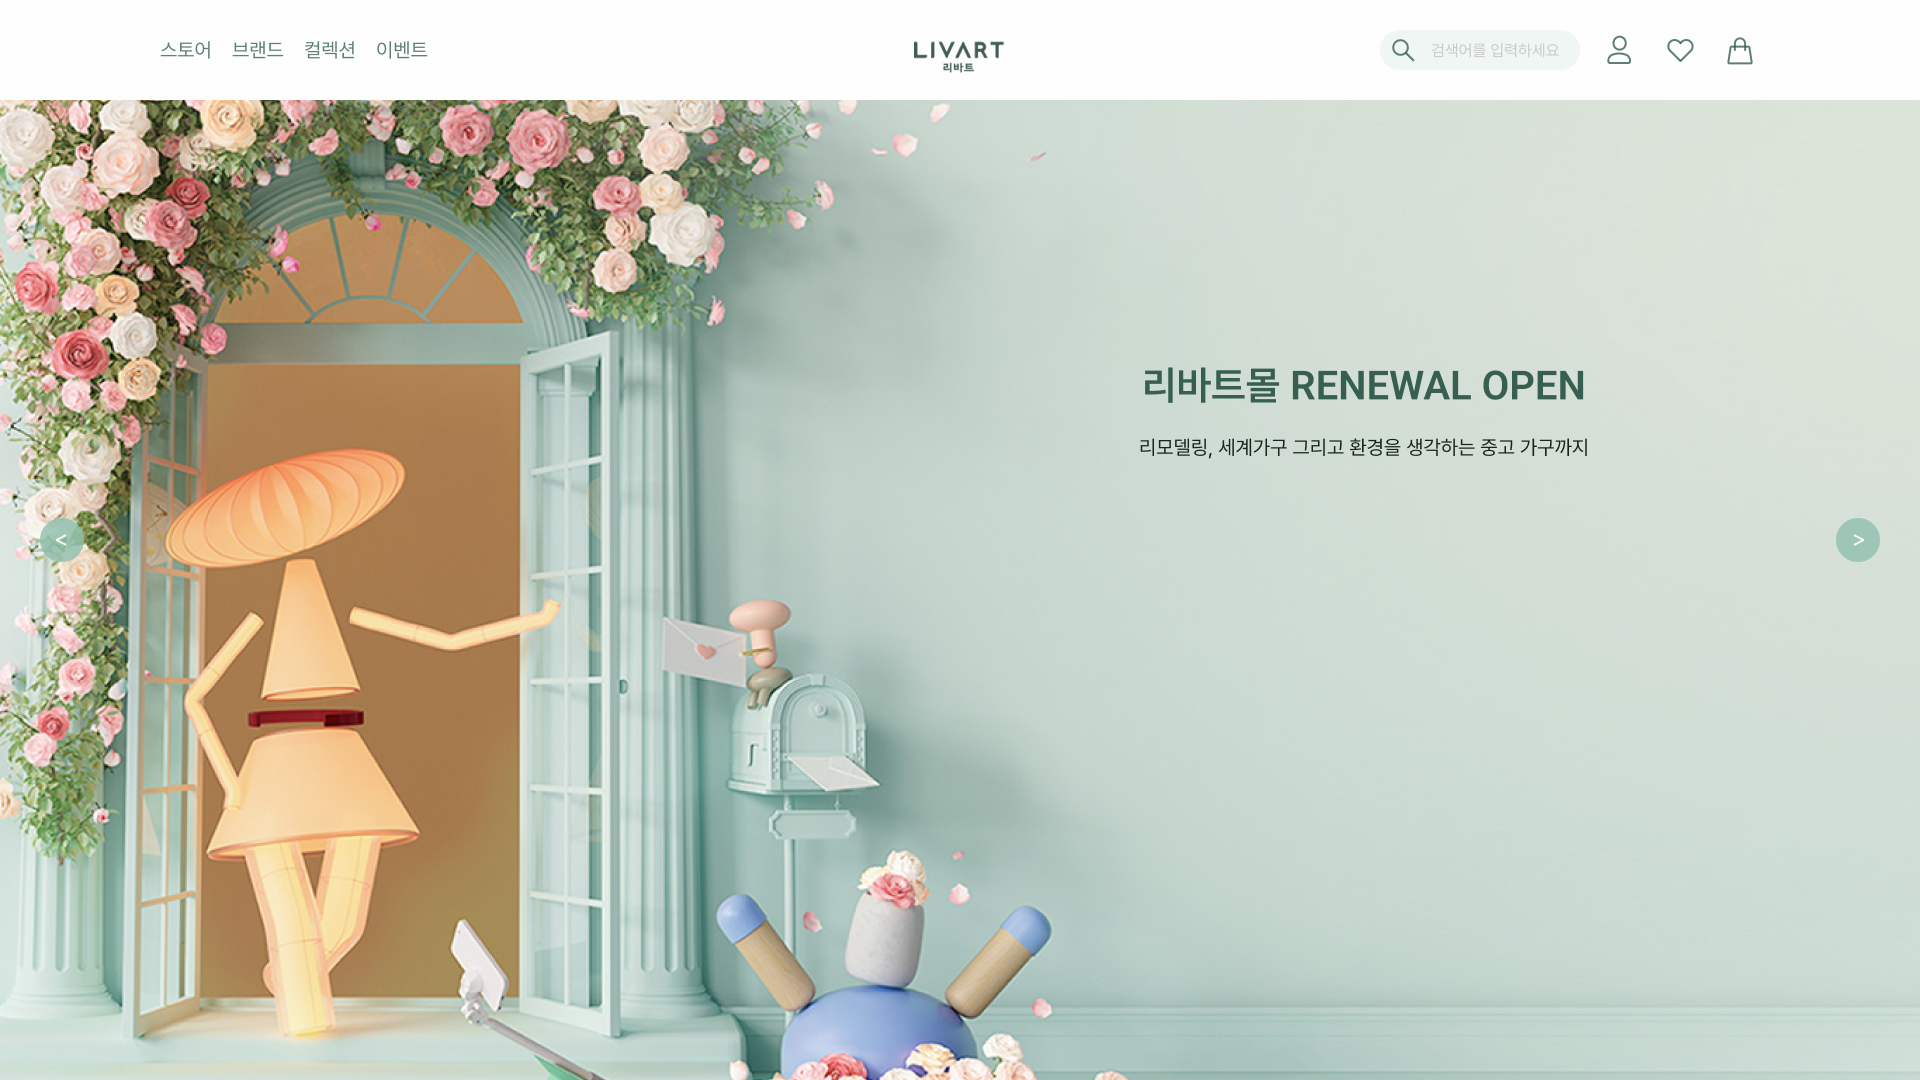 스토어 브랜드 컬렉션 이벤트
LIVART
리바트
검색어를 입력하세요
리바트몰 RENEWAL OPEN
리모델링, 세계가구 그리고 환경을 생각하는 중고 가구까지
<
>